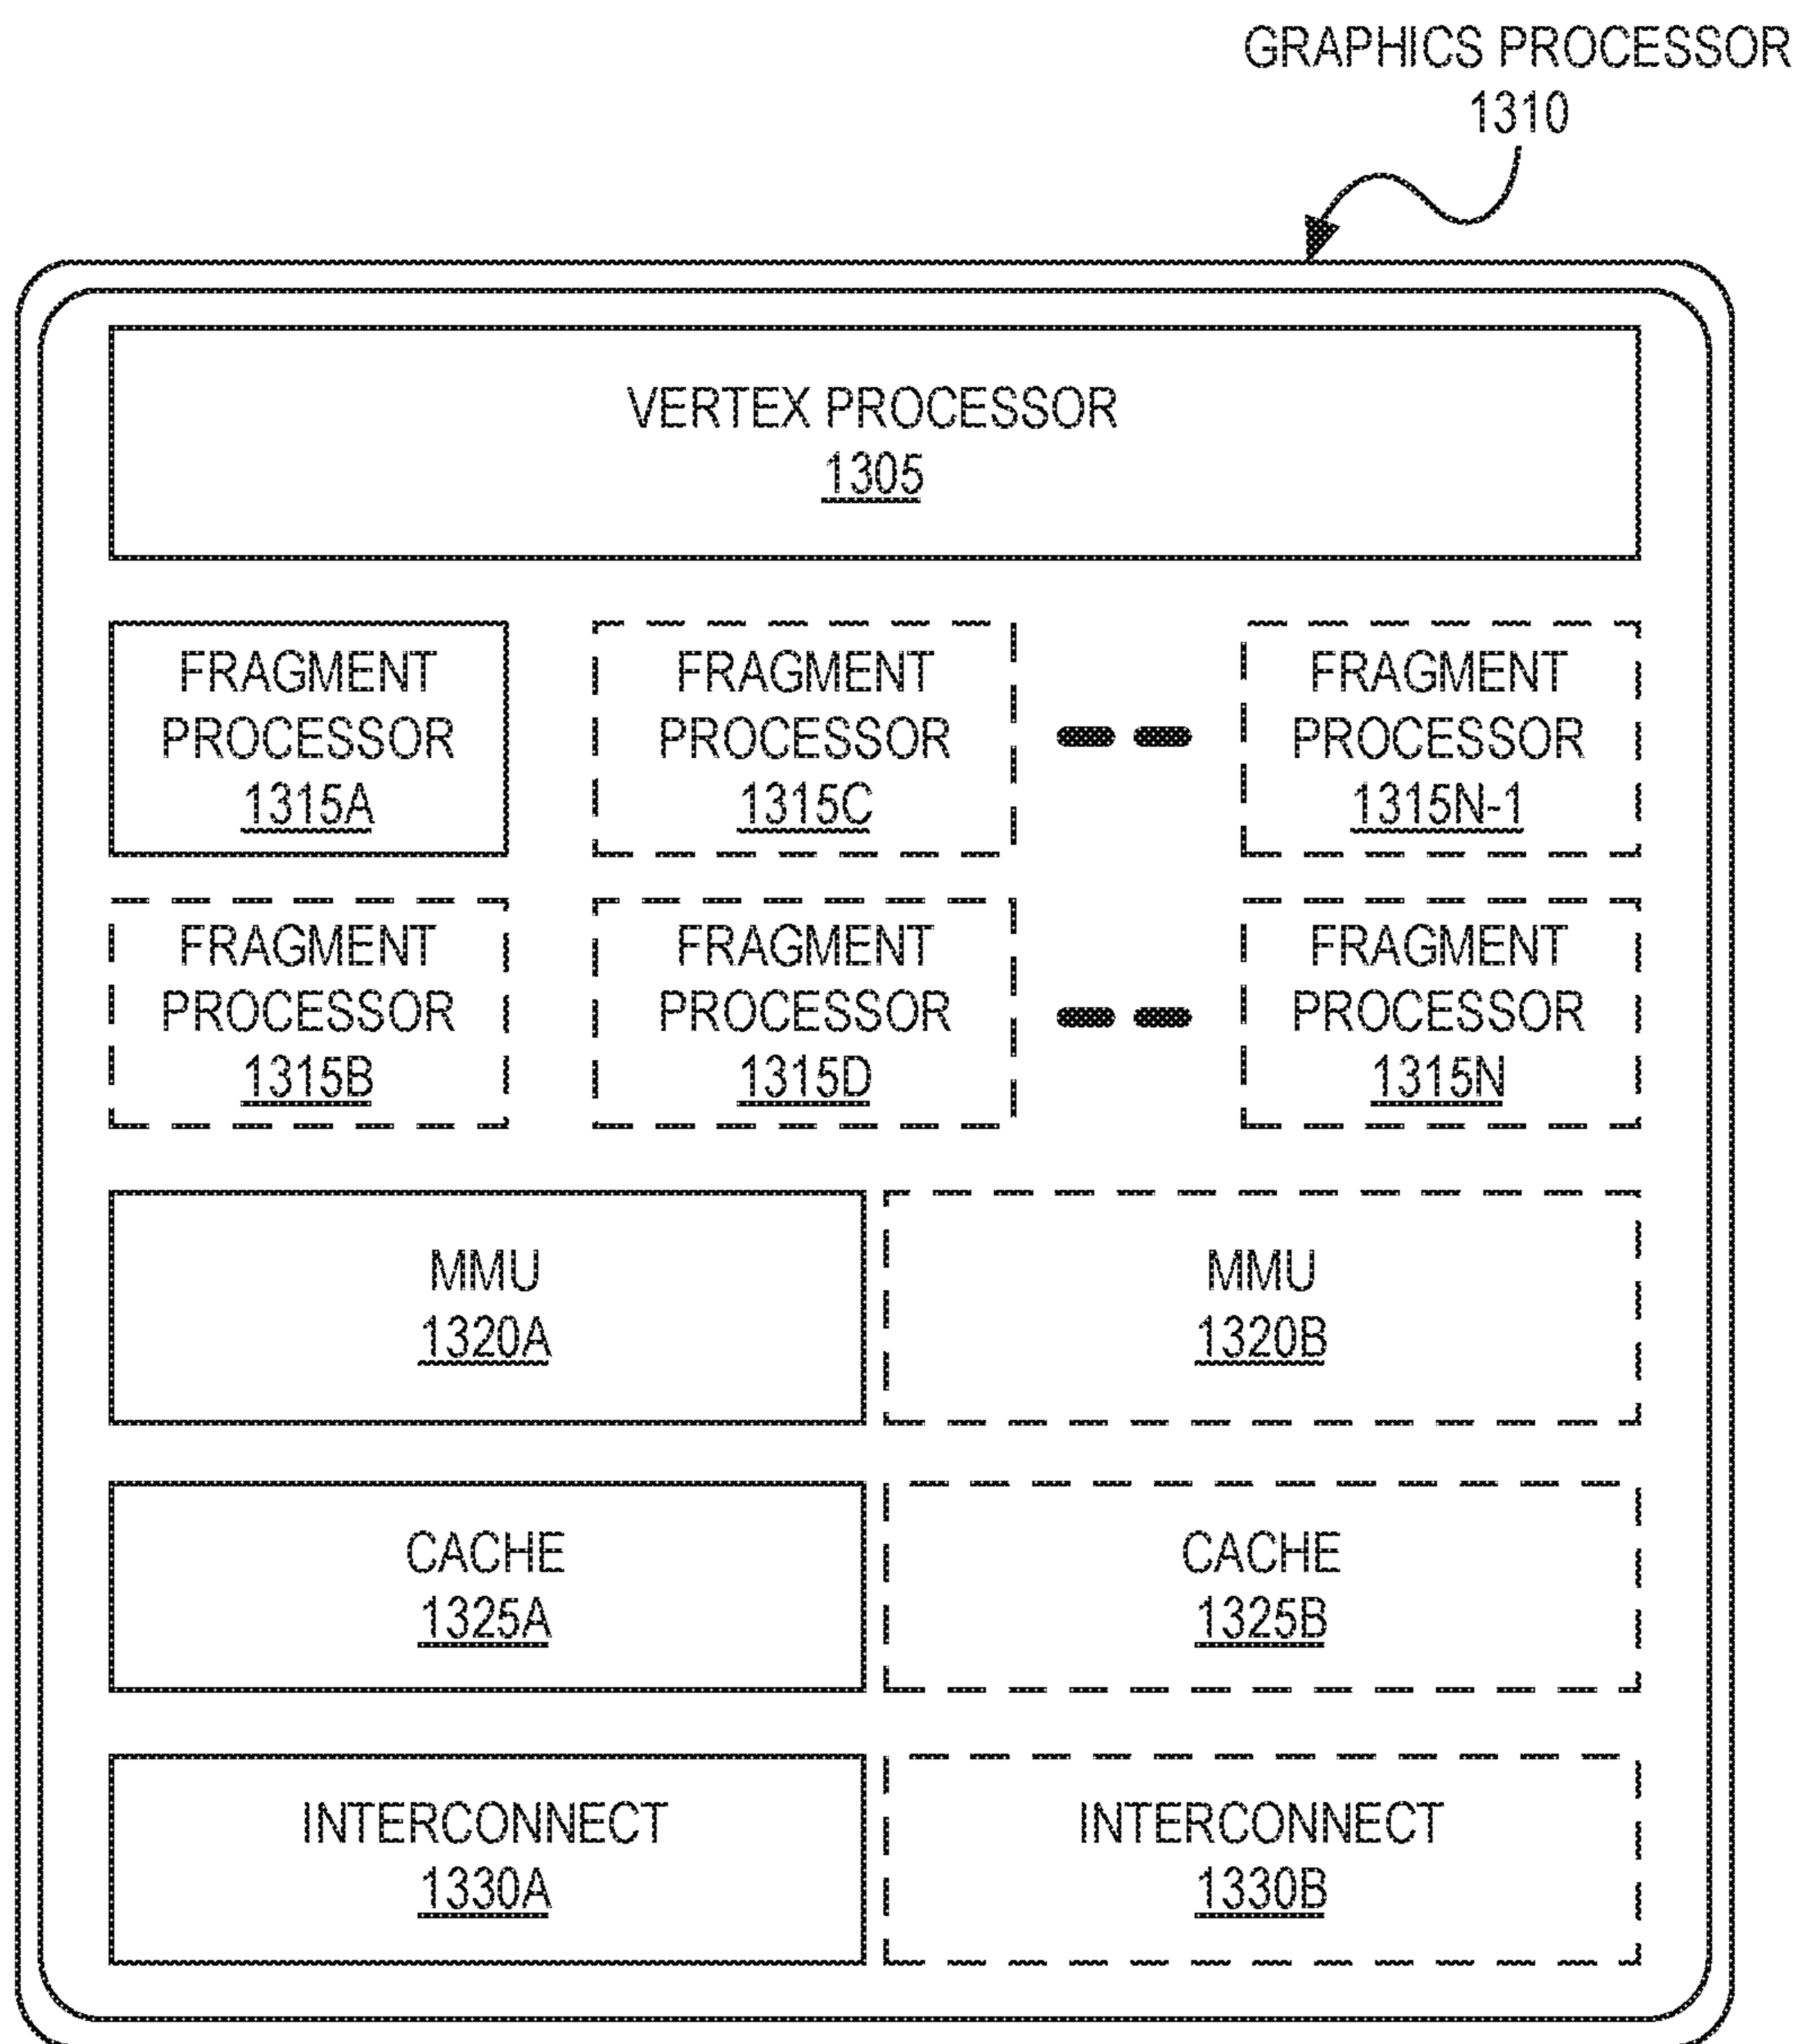 GRAPHICS PROCESSOR
1310
VERTEX PROCESSOR
1305
FRAGMENT
PROCESSOR
1315A
FRAGMENT
PROCESSOR
1315C
FRAGMENT
PROCESSOR
1315N-1
FRAGMENT
PROCESSOR
1315B
FRAGMENT
PROCESSOR
1315D
FRAGMENT
PROCESSOR
1315N
MMU
1320A
MMU
1320B
CACHE
1325A
CACHE
1325B
INTERCONNECT
1330A
INTERCONNECT
1330B